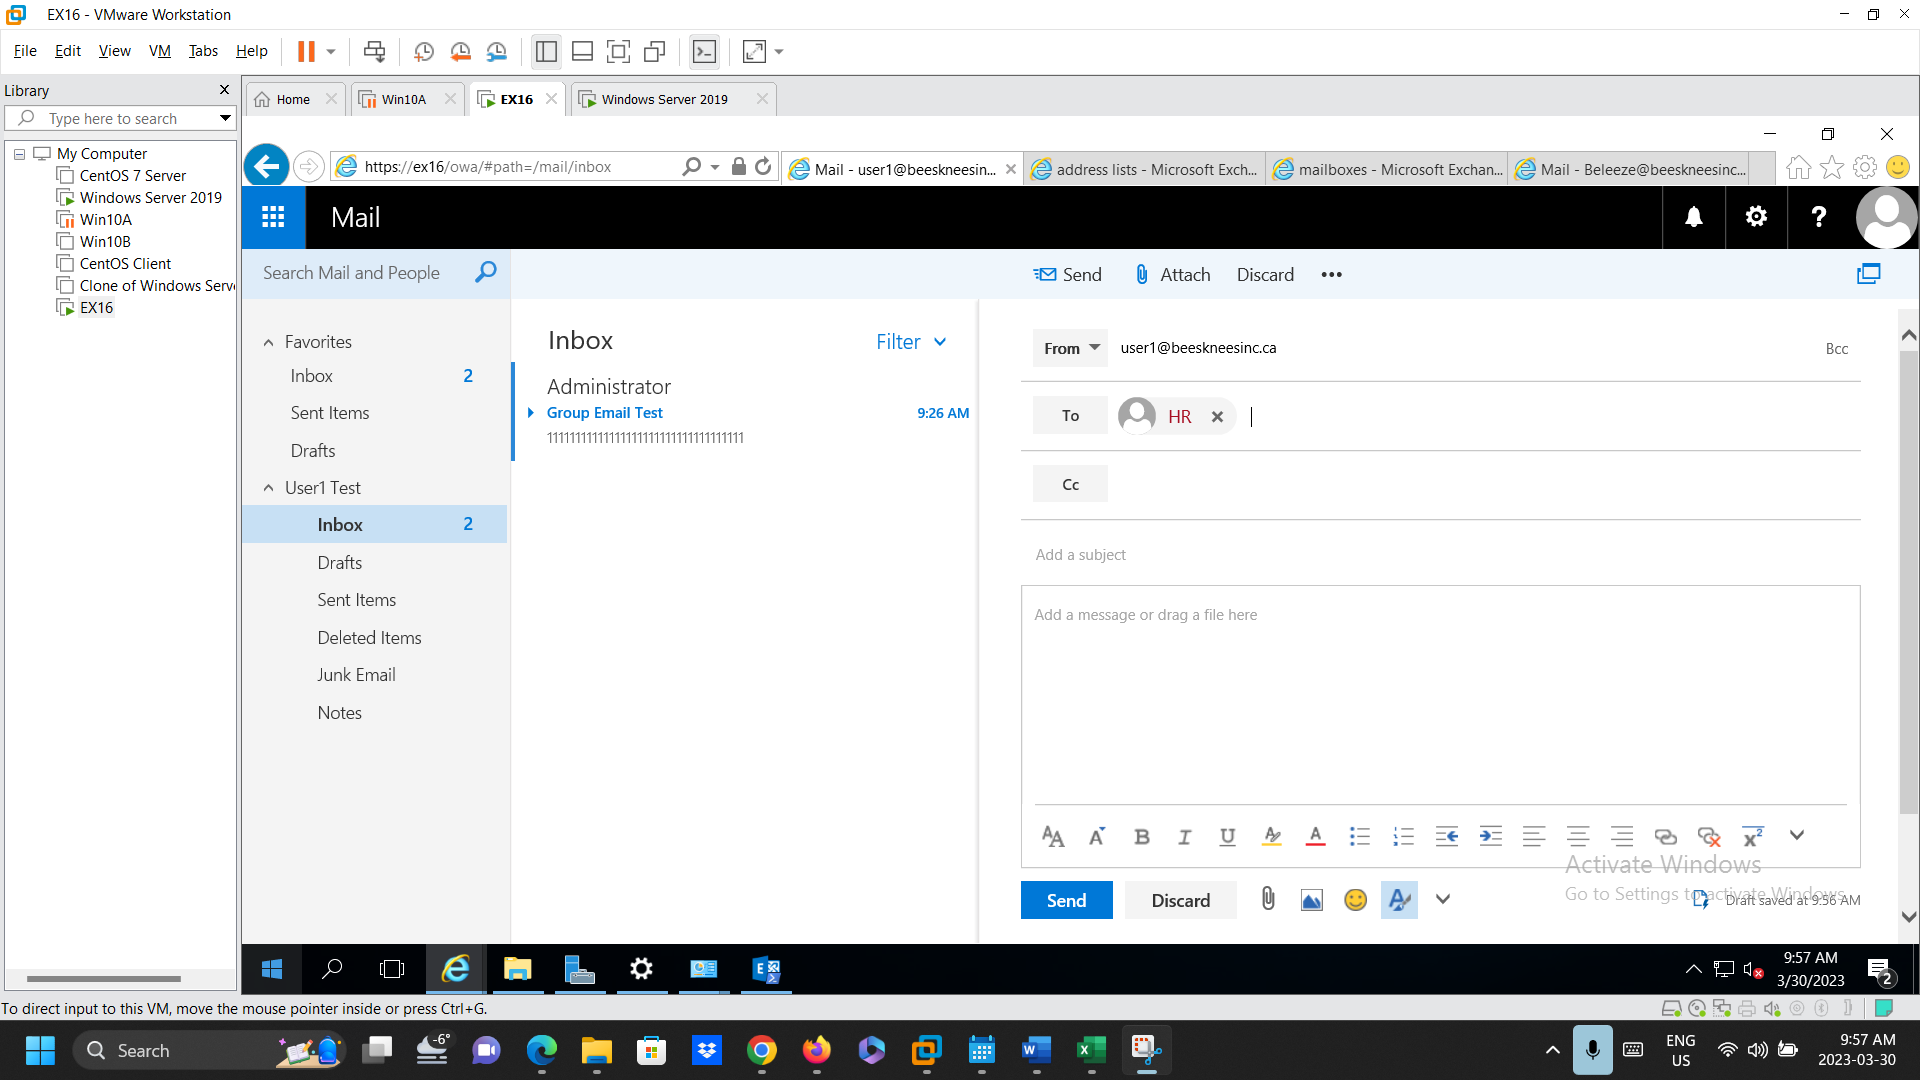 EX16 - VMware Workstation
File Edit View VM Tabs Help
Library
Type here to search
My Computer
CentOS 7 Server
Windows Server 2019
Win10A
Win10B
CentOS Client
Clone of Windows Serv
EX16
Home
Win10A
EX16
Windows Server 2019
https://ex16/owa/#path=/mail/inbox
Mail - user1@beeskneesin...
address lists - Microsoft Exch...
mailboxes - Microsoft Exchan...
Mail - Beleeze@beeskneesinc...
Mail
Search Mail and People
Send
Attach
Discard
Favorites
Inbox 2
Sent Items
Drafts
User1 Test
Inbox 2
Drafts
Sent Items
Deleted Items
Junk Email
Notes
Inbox
Filter
Administrator
Group Email Test 9:26 AM
From user1@beeskneesinc.ca Bcc
To HR
Cc
Add a subject
Add a message or drag a file here
Activate Windows
Go to Settings to activate Windows.
Send Discard
Draft saved at 9:56 AM
9:57 AM
3/30/2023
2
To direct input to this VM, move the mouse pointer inside or press Ctrl+G.
Search
-6°
ENG
US
9:57 AM
2023-03-30